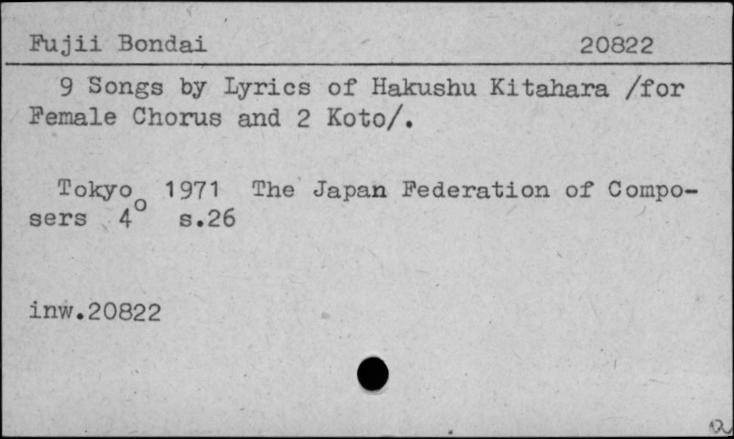 Fujii Bondai 20822
9 Songs by Lyrics of Hakushu Kitahara /for
Female Chorus and 2 Koto/.
Tokyo 1971 The Japan Federation of Compo-
sers 4° s.26
inw.20822